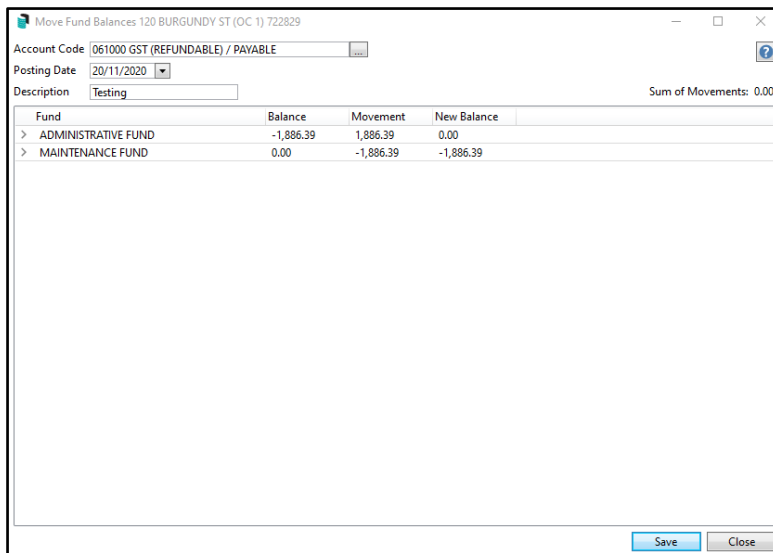 Move Fund Balances 120 BURGUNDY ST (OC 1) 722829
Account Code 061000 GST (REFUNDABLE) / PAYABLE ...
?
Posting Date 20/11/2020
Description Testing Sum of Movements: 0.00
Fund Balance Movement New Balance
> ADMINISTRATIVE FUND -1,886.39 1,886.39 0.00
> MAINTENANCE FUND 0.00 -1,886.39 -1,886.39
Save Close